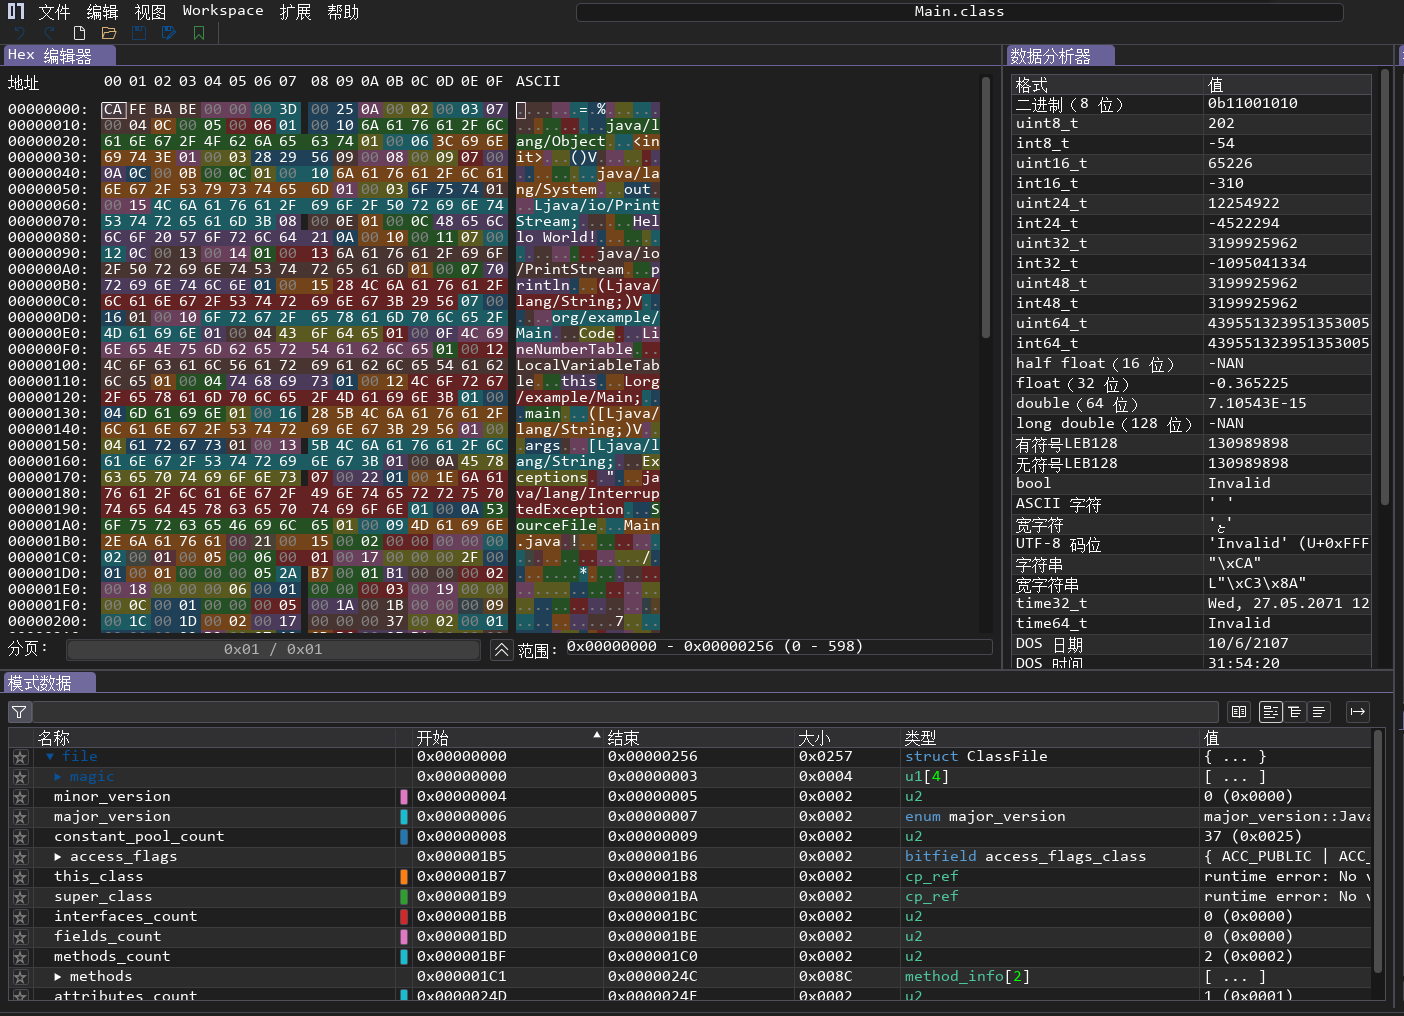 文件 编辑 视图 Workspace 扩展 帮助
Main.class
Hex 编辑器
地址 00 01 02 03 04 05 06 07 08 09 0A 0B 0C 0D 0E 0F ASCII
00000000: CA FE BA BE 00 00 00 3D 00 25 0A 00 02 00 03 07 .......=.%......
00000010: 00 04 0C 00 05 00 06 01 00 10 6A 61 76 61 2F 6C ..........java/l
00000020: 61 6E 67 2F 4F 62 6A 65 63 74 01 00 06 3C 69 6E ang/Object...<in
00000030: 69 74 3E 01 00 03 28 29 56 09 00 08 00 09 07 00 it>...()V.......
00000040: 0A 0C 00 0B 00 0C 01 00 10 6A 61 76 61 2F 6C 61 .........java/la
00000050: 6E 67 2F 53 79 73 74 65 6D 01 00 03 6F 75 74 01 ng/System...out.
00000060: 00 15 4C 6A 61 76 61 2F 69 6F 2F 50 72 69 6E 74 ..Ljava/io/Print
00000070: 53 74 72 65 61 6D 3B 08 00 0E 01 00 0C 48 65 6C Stream;......Hel
00000080: 6C 6F 20 57 6F 72 6C 64 21 0A 00 10 00 11 07 00 lo World!.......
00000090: 12 0C 00 13 00 14 01 00 13 6A 61 76 61 2F 69 6F .........java/io
000000A0: 2F 50 72 69 6E 74 53 74 72 65 61 6D 01 00 07 70 /PrintStream...p
000000B0: 72 69 6E 74 6C 6E 01 00 15 28 4C 6A 61 76 61 2F rintln...(Ljava/
000000C0: 6C 61 6E 67 2F 53 74 72 69 6E 67 3B 29 56 07 00 lang/String;)V..
000000D0: 16 01 00 10 6F 72 67 2F 65 78 61 6D 70 6C 65 2F ....org/example/
000000E0: 4D 61 69 6E 01 00 04 43 6F 64 65 01 00 0F 4C 69 Main...Code...Li
000000F0: 6E 65 4E 75 6D 62 65 72 54 61 62 6C 65 01 00 12 neNumberTable...
00000100: 4C 6F 63 61 6C 56 61 72 69 61 62 6C 65 54 61 62 LocalVariableTab
00000110: 6C 65 01 00 04 74 68 69 73 01 00 12 4C 6F 72 67 le...this...Lorg
00000120: 2F 65 78 61 6D 70 6C 65 2F 4D 61 69 6E 3B 01 00 /example/Main;..
00000130: 04 6D 61 69 6E 01 00 16 28 5B 4C 6A 61 76 61 2F .main...([Ljava/
00000140: 6C 61 6E 67 2F 53 74 72 69 6E 67 3B 29 56 01 00 lang/String;)V..
00000150: 04 61 72 67 73 01 00 13 5B 4C 6A 61 76 61 2F 6C .args...[Ljava/l
00000160: 61 6E 67 2F 53 74 72 69 6E 67 3B 01 00 0A 45 78 ang/String;...Ex
00000170: 63 65 70 74 69 6F 6E 73 07 00 22 01 00 1E 6A 61 ceptions.."...ja
00000180: 76 61 2F 6C 61 6E 67 2F 49 6E 74 65 72 72 75 70 va/lang/Interrup
00000190: 74 65 64 45 78 63 65 70 74 69 6F 6E 01 00 0A 53 tedException...S
000001A0: 6F 75 72 63 65 46 69 6C 65 01 00 09 4D 61 69 6E ourceFile...Main
000001B0: 2E 6A 61 76 61 00 21 00 15 00 02 00 00 00 00 00 .java.!.........
000001C0: 02 00 01 00 05 00 06 00 01 00 17 00 00 00 2F 00 ............../.
000001D0: 01 00 01 00 00 00 05 2A B7 00 01 B1 00 00 00 02 .......*........
000001E0: 00 18 00 00 00 06 00 01 00 00 00 03 00 19 00 00 ................
000001F0: 00 0C 00 01 00 00 00 05 00 1A 00 1B 00 00 00 09 ................
00000200: 00 1C 00 1D 00 02 00 17 00 00 00 37 00 02 00 01 ...........7....
分页: 0x01 / 0x01 范围: 0x00000000 - 0x00000256 (0 - 598)
数据分析器
格式 值
二进制 (8 位) 0b11001010
uint8_t 202
int8_t -54
uint16_t 65226
int16_t -310
uint24_t 12254922
int24_t -4522294
uint32_t 3199925962
int32_t -1095041334
uint48_t 3199925962
int48_t 3199925962
uint64_t 439551323951353005
int64_t 439551323951353005
half float (16 位) -NAN
float (32 位) -0.365225
double (64 位) 7.10543E-15
long double (128 位) -NAN
有符号LEB128 130989898
无符号LEB128 130989898
bool Invalid
ASCII 字符 ' '
宽字符
UTF-8 码位 'Invalid' (U+0xFFF
字符串 "\xCA"
宽字符串 L"\xC3\x8A"
time32_t Wed, 27.05.2071 12
time64_t Invalid
DOS 日期 10/6/2107
DOS 时间 31:54:20
模式数据
名称 开始 结束 大小 类型 值
file 0x00000000 0x00000256 0x0257 struct ClassFile { ... }
magic 0x00000000 0x00000003 0x0004 u1[4] [ ... ]
minor_version 0x00000004 0x00000005 0x0002 u2 0 (0x0000)
major_version 0x00000006 0x00000007 0x0002 enum major_version major_version::Java
constant_pool_count 0x00000008 0x00000009 0x0002 u2 37 (0x0025)
access_flags 0x000001B5 0x000001B6 0x0002 bitfield access_flags_class { ACC_PUBLIC | ACC_
this_class 0x000001B7 0x000001B8 0x0002 cp_ref runtime error: No v
super_class 0x000001B9 0x000001BA 0x0002 cp_ref runtime error: No v
interfaces_count 0x000001BB 0x000001BC 0x0002 u2 0 (0x0000)
fields_count 0x000001BD 0x000001BE 0x0002 u2 0 (0x0000)
methods_count 0x000001BF 0x000001C0 0x0002 u2 2 (0x0002)
methods 0x000001C1 0x0000024C 0x008C method_info[2] [ ... ]
attributes_count 0x0000024D 0x0000024E 0x0002 u2 1 (0x0001)